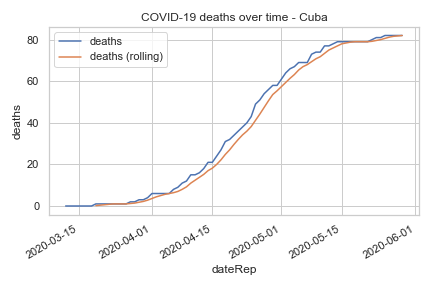 COVID-19 deaths over time - Cuba
deaths
deaths (rolling)
80
60
40
20
0
deaths
2020-03-15
2020-04-01
2020-04-15
2020-05-01
2020-05-15
2020-06-01
dateRep